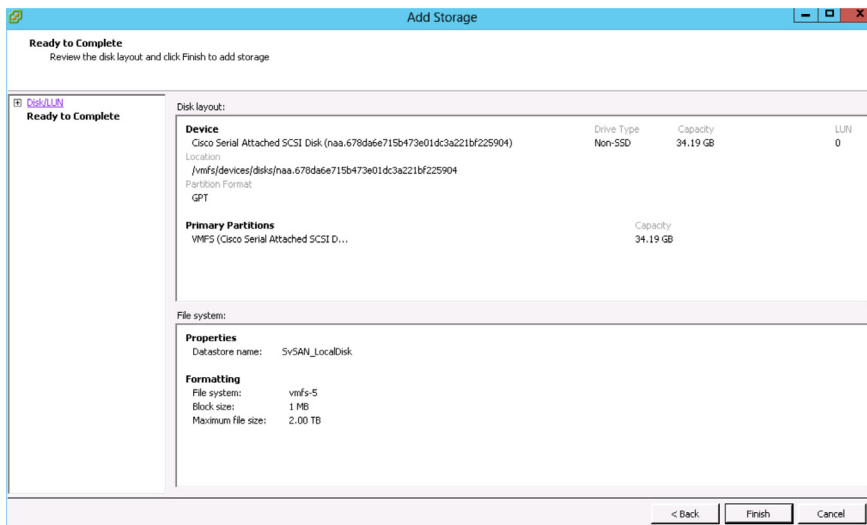 Add Storage
Ready to Complete
Review the disk layout and click Finish to add storage
Disk/LUN
Ready to Complete
Disk layout:
Device Drive Type Capacity LUN
Cisco Serial Attached SCSI Disk (naa.678da6e715b473e01dc3a221bf225904) Non-SSD 34.19 GB 0
Location
/vmfs/devices/disks/naa.678da6e715b473e01dc3a221bf225904
Partition Format
GPT
Primary Partitions Capacity
VMFS (Cisco Serial Attached SCSI D... 34.19 GB
File system:
Properties
Datastore name: SvSAN_LocalDisk
Formatting
File system: vmfs-5
Block size: 1 MB
Maximum file size: 2.00 TB
< Back Finish Cancel